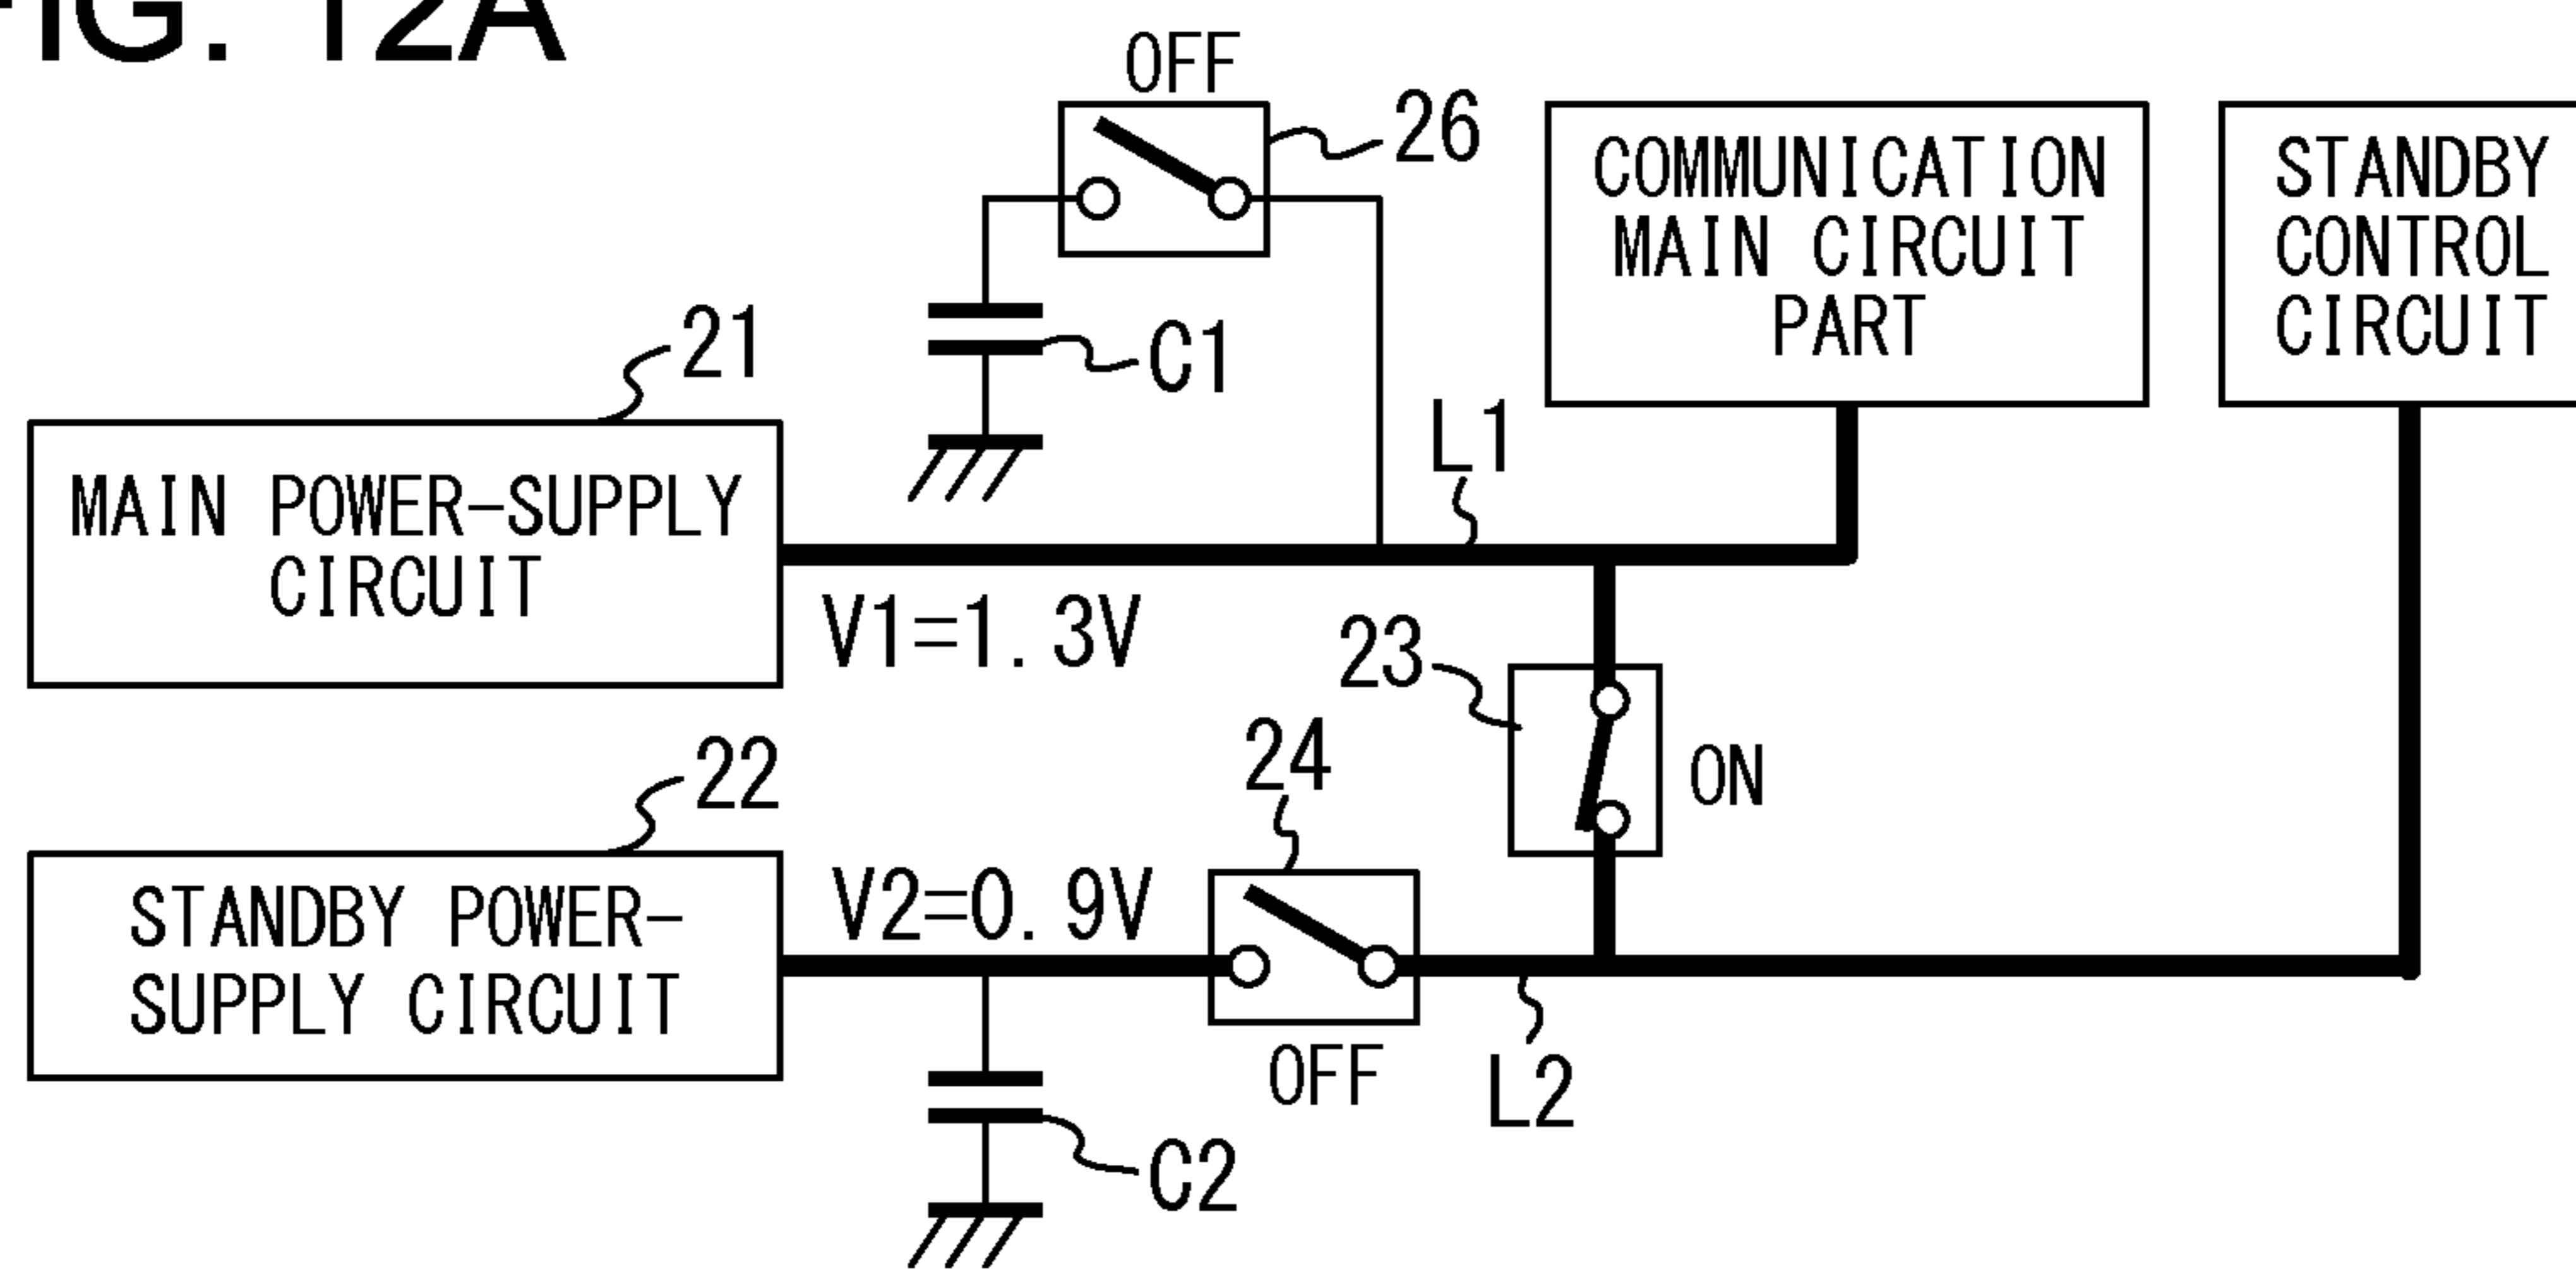 FIG. 12A
OFF
26
COMMUNICATION
MAIN CIRCUIT
PART
STANDBY
CONTROL
CIRCUIT
C1
21
L1
MAIN POWER-SUPPLY
CIRCUIT
V1=1.3V
23
ON
22
24
V2=0.9V
STANDBY POWER-
SUPPLY CIRCUIT
OFF
L2
C2